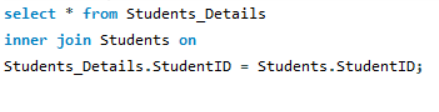 select * from Students_Details
inner join Students on
Students_Details.StudentID = Students.StudentID;